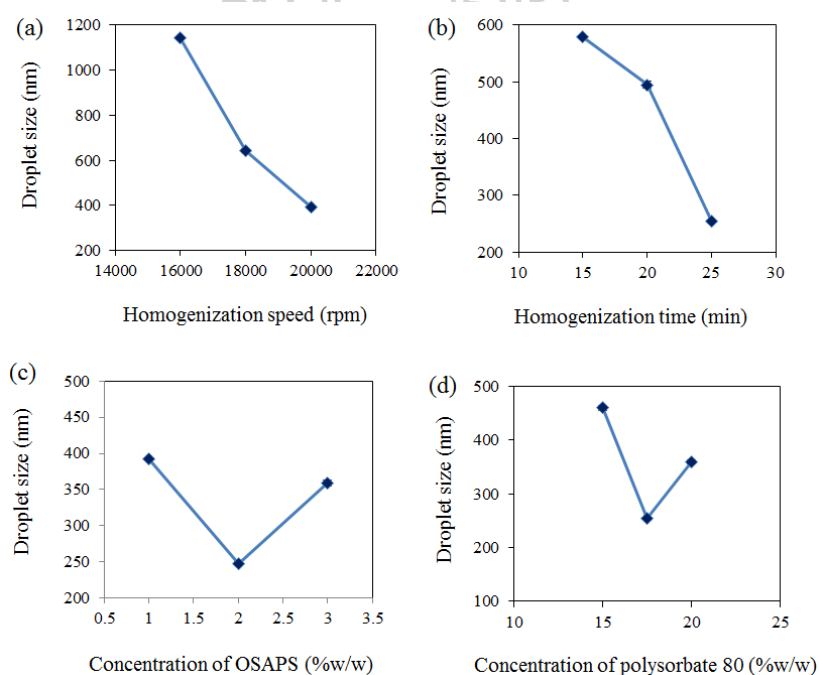 (a)
Droplet size (nm)
1200
1000
800
600
400
200
14000 16000 18000 20000 22000
Homogenization speed (rpm)
(b)
Droplet size (nm)
600
500
400
300
200
10 15 20 25 30
Homogenization time (min)
(c)
Droplet size (nm)
500
450
400
350
300
250
200
0.5 1 1.5 2 2.5 3 3.5
Concentration of OSAPS (%w/w)
(d)
Droplet size (nm)
500
400
300
200
100
10 15 20 25
Concentration of polysorbate 80 (%w/w)